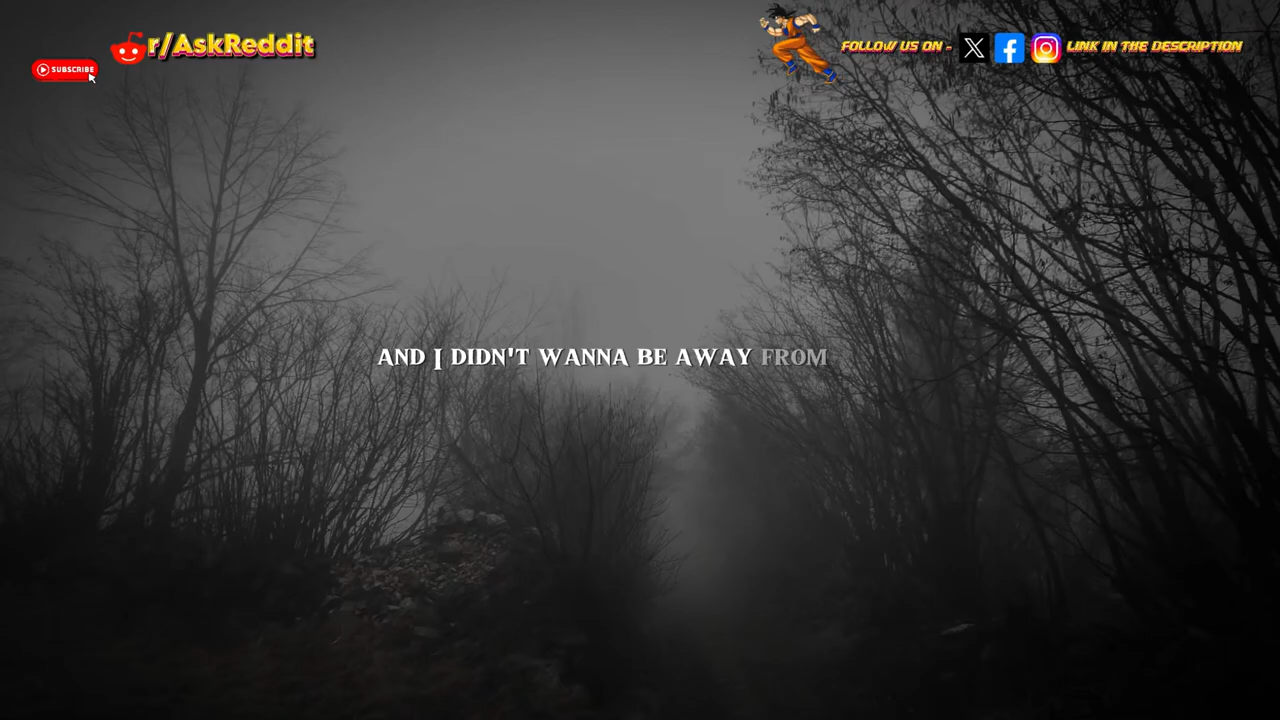 r/AskReddit
SUBSCRIBE
FOLLOW US ON - LINK IN THE DESCRIPTION
AND I DIDN'T WANNA BE AWAY FROM